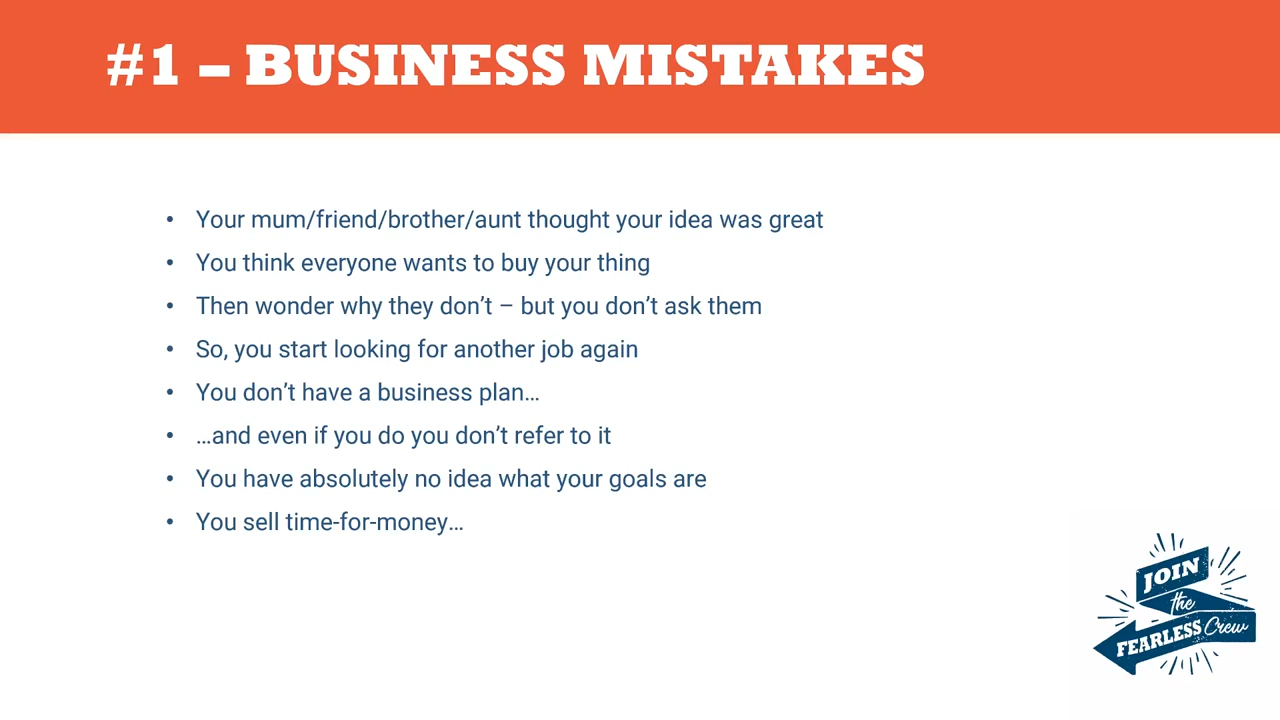 #1 – BUSINESS MISTAKES
• Your mum/friend/brother/aunt thought your idea was great
• You think everyone wants to buy your thing
• Then wonder why they don’t – but you don’t ask them
• So, you start looking for another job again
• You don’t have a business plan…
• …and even if you do you don’t refer to it
• You have absolutely no idea what your goals are
• You sell time-for-money…
JOIN
the
FEARLESS Crew